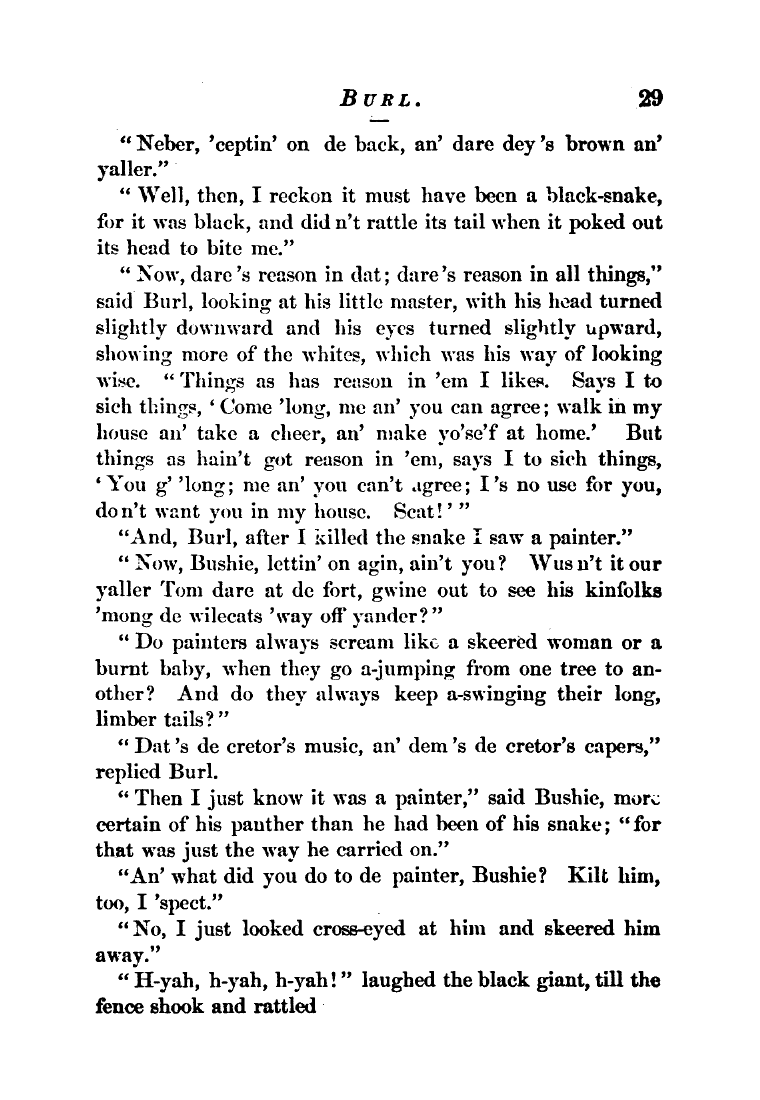 BURL. 29
“Neber, ’ceptin’ on de back, an’ dare dey’s brown an’
yaller.”
“Well, then, I reckon it must have been a black-snake,
for it was black, and didn’t rattle its tail when it poked out
its head to bite me.”
“Now, dare’s reason in dat; dare’s reason in all things,”
said Burl, looking at his little master, with his head turned
slightly downward and his eyes turned slightly upward,
showing more of the whites, which was his way of looking
wise. “Things as has reason in ’em I likes. Says I to
sich things, ‘Come ’long, me an’ you can agree; walk in my
house an’ take a cheer, an’ make yo’se’f at home.’ But
things as hain’t got reason in ’em, says I to sich things,
‘You g’ ’long; me an’ you can’t agree; I’s no use for you,
don’t want you in my house. Scat!’”
“And, Burl, after I killed the snake I saw a painter.”
“Now, Bushie, lettin’ on agin, ain’t you? Wusn’t it our
yaller Tom dare at de fort, gwine out to see his kinfolks
’mong de wilecats ’way off yander?”
“Do painters always scream like a skeered woman or a
burnt baby, when they go a-jumping from one tree to an-
other? And do they always keep a-swinging their long,
limber tails?”
“Dat’s de cretor’s music, an’ dem’s de cretor’s capers,”
replied Burl.
“Then I just know it was a painter,” said Bushie, more
certain of his panther than he had been of his snake; “for
that was just the way he carried on.”
“An’ what did you do to de painter, Bushie? Kilt him,
too, I ’spect.”
“No, I just looked cross-eyed at him and skeered him
away.”
“H-yah, h-yah, h-yah!” laughed the black giant, till the
fence shook and rattled